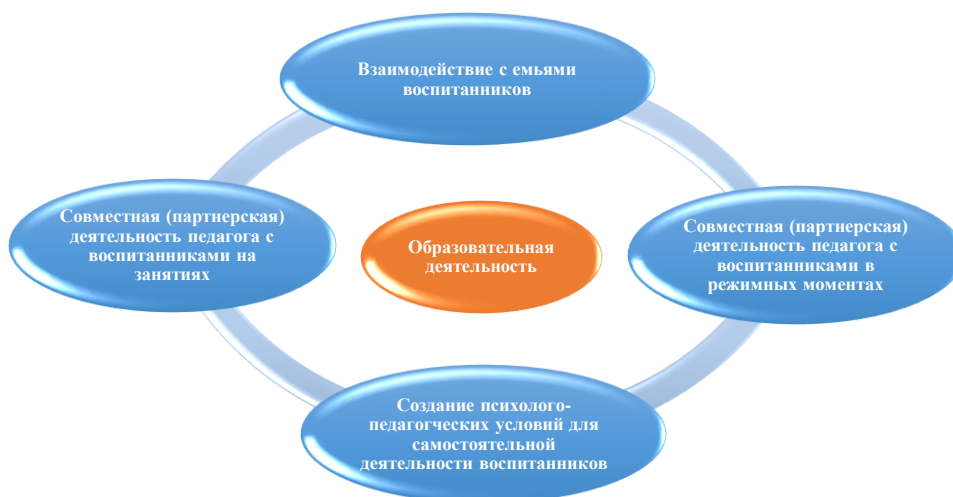 Взаимодействие с емьями
воспитанников
Совместная (партнерская)
деятельность педагога с
воспитанниками на
занятиях
Образовательная
деятельность
Совместная (партнерская)
деятельность педагога с
воспитанниками в
режимных моментах
Создание психолого-
педагогческих условий для
самостоятельной
деятельности воспитанников